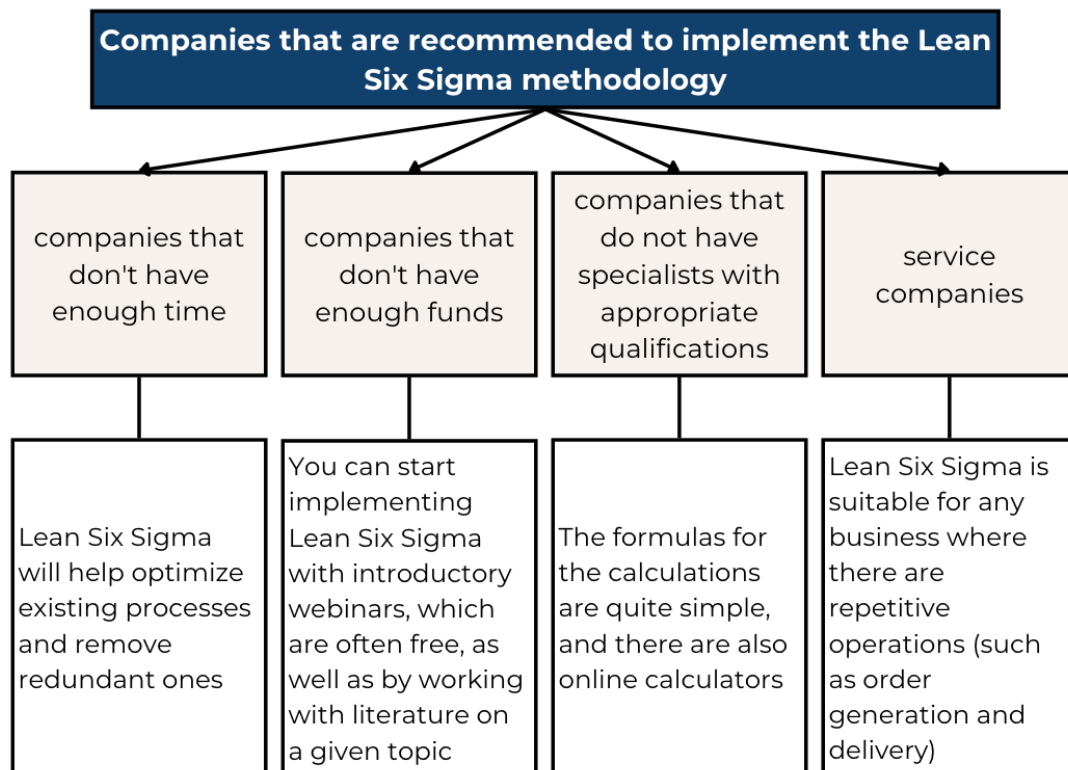 Companies that are recommended to implement the Lean
Six Sigma methodology
companies that
don't have
enough time
companies that
don't have
enough funds
companies that
do not have
specialists with
appropriate
qualifications
service
companies
Lean Six Sigma
will help optimize
existing processes
and remove
redundant ones
You can start
implementing
Lean Six Sigma
with introductory
webinars, which
are often free, as
well as by working
with literature on
a given topic
The formulas for
the calculations
are quite simple,
and there are also
online calculators
Lean Six Sigma is
suitable for any
business where
there are
repetitive
operations (such
as order
generation and
delivery)